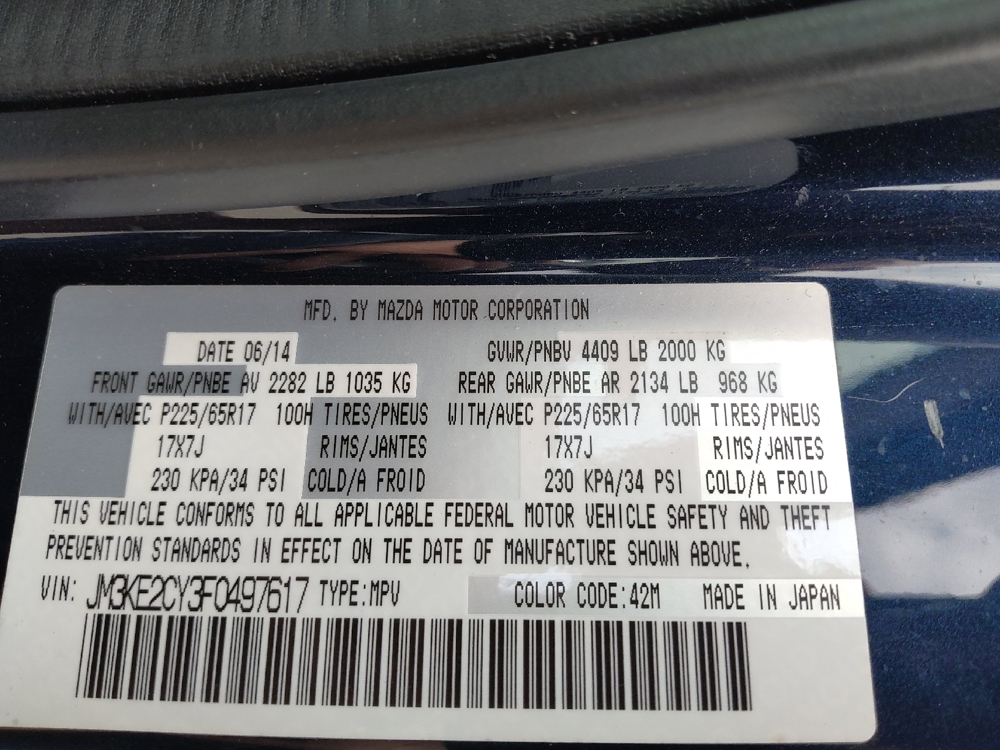 MFD. BY MAZDA MOTOR CORPORATION
DATE 06/14 GVWR/PNBV 4409 LB 2000 KG
FRONT GAWR/PNBE AV 2282 LB 1035 KG REAR GAWR/PNBE AR 2134 LB 968 KG
WITH/AVEC P225/65R17 100H TIRES/PNEUS WITH/AVEC P225/65R17 100H TIRES/PNEUS
17X7J RIMS/JANTES 17X7J RIMS/JANTES
230 KPA/34 PSI COLD/A FROID 230 KPA/34 PSI COLD/A FROID
THIS VEHICLE CONFORMS TO ALL APPLICABLE FEDERAL MOTOR VEHICLE SAFETY AND THEFT
PREVENTION STANDARDS IN EFFECT ON THE DATE OF MANUFACTURE SHOWN ABOVE.
VIN: JM3KE2CY3F0497617 TYPE:MPV COLOR CODE:42M MADE IN JAPAN